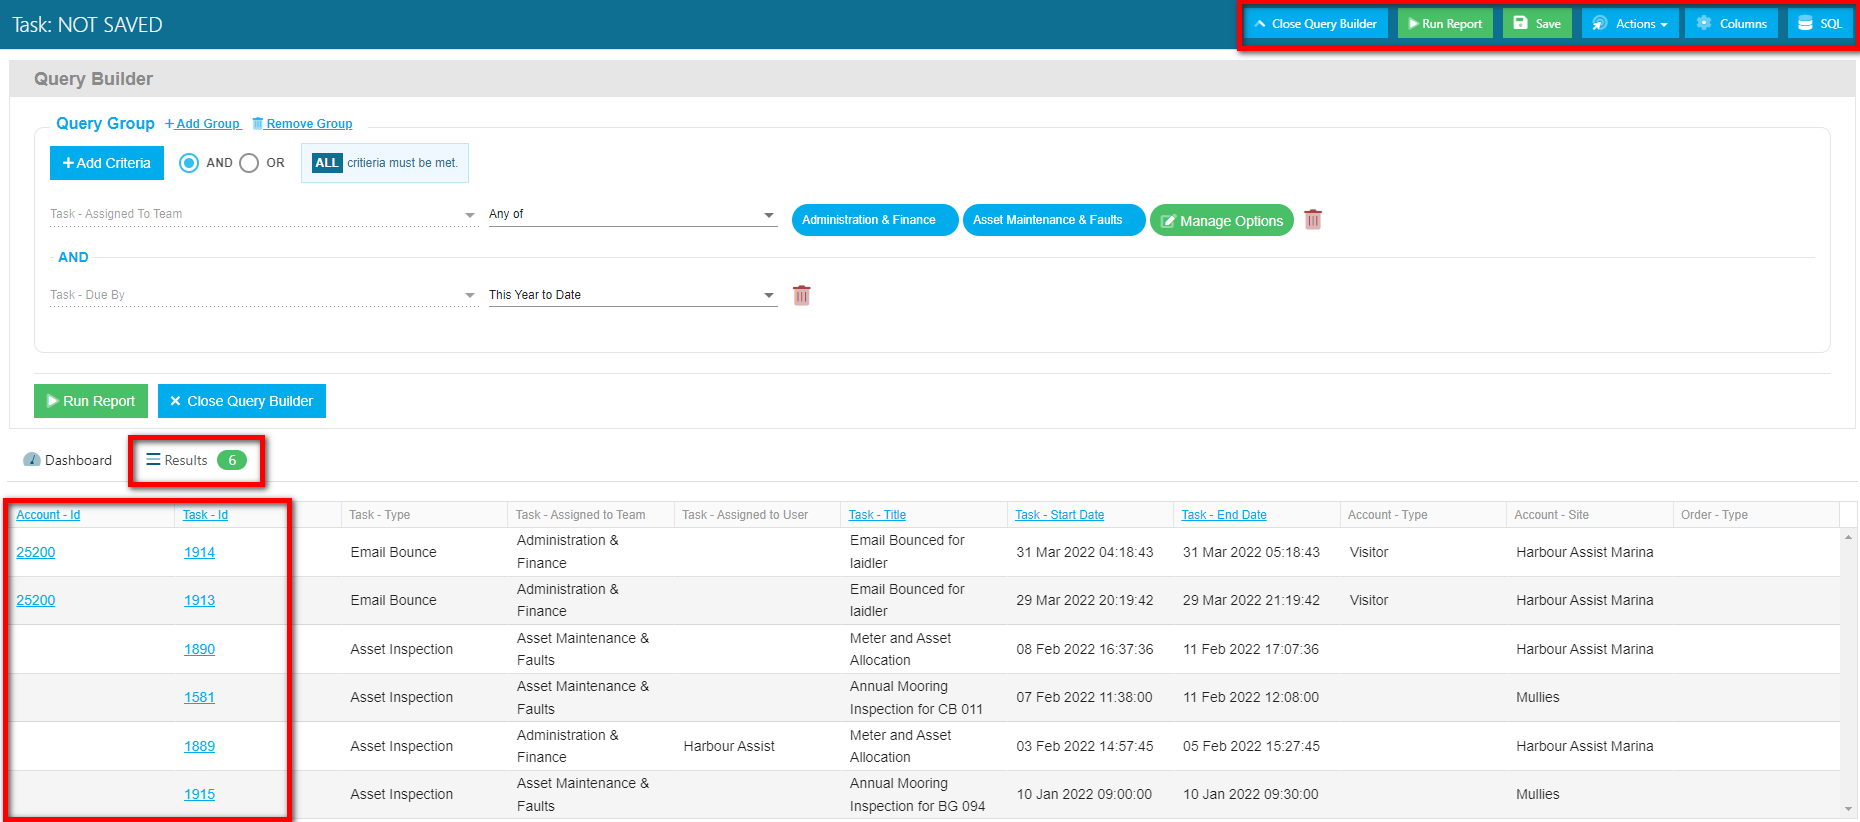 Task: NOT SAVED
Close Query Builder Run Report Save Actions Columns SQL
Query Builder
Query Group + Add Group Remove Group
+ Add Criteria AND OR ALL critieria must be met.
Task - Assigned To Team Any of Administration & Finance Asset Maintenance & Faults Manage Options
AND
Task - Due By This Year to Date
Run Report × Close Query Builder
Dashboard Results 6
Account - Id Task - Id Task - Type Task - Assigned to Team Task - Assigned to User Task - Title Task - Start Date Task - End Date Account - Type Account - Site Order - Type
25200 1914 Email Bounce Administration & Finance Email Bounced for laidler 31 Mar 2022 04:18:43 31 Mar 2022 05:18:43 Visitor Harbour Assist Marina
25200 1913 Email Bounce Administration & Finance Email Bounced for laidler 29 Mar 2022 20:19:42 29 Mar 2022 21:19:42 Visitor Harbour Assist Marina
1890 Asset Inspection Asset Maintenance & Faults Meter and Asset Allocation 08 Feb 2022 16:37:36 11 Feb 2022 17:07:36 Harbour Assist Marina
1581 Asset Inspection Asset Maintenance & Faults Annual Mooring Inspection for CB 011 07 Feb 2022 11:38:00 11 Feb 2022 12:08:00 Mullies
1889 Asset Inspection Administration & Finance Harbour Assist Meter and Asset Allocation 03 Feb 2022 14:57:45 05 Feb 2022 15:27:45 Harbour Assist Marina
1915 Asset Inspection Asset Maintenance & Faults Annual Mooring Inspection for BG 094 10 Jan 2022 09:00:00 10 Jan 2022 09:30:00 Mullies